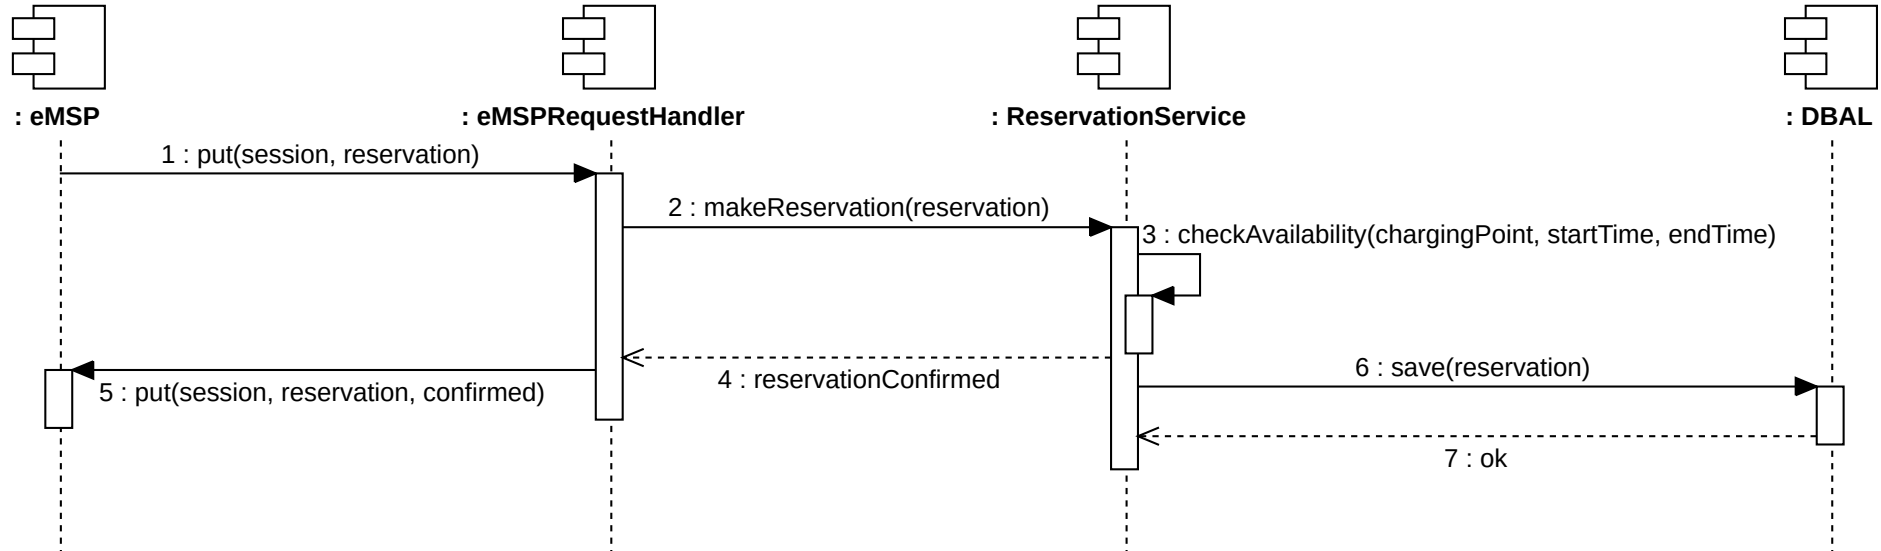 : eMSP
: eMSPRequestHandler
: ReservationService
: DBAL
1 : put(session, reservation)
2 : makeReservation(reservation)
3 : checkAvailability(chargingPoint, startTime, endTime)
4 : reservationConfirmed
5 : put(session, reservation, confirmed)
6 : save(reservation)
7 : ok